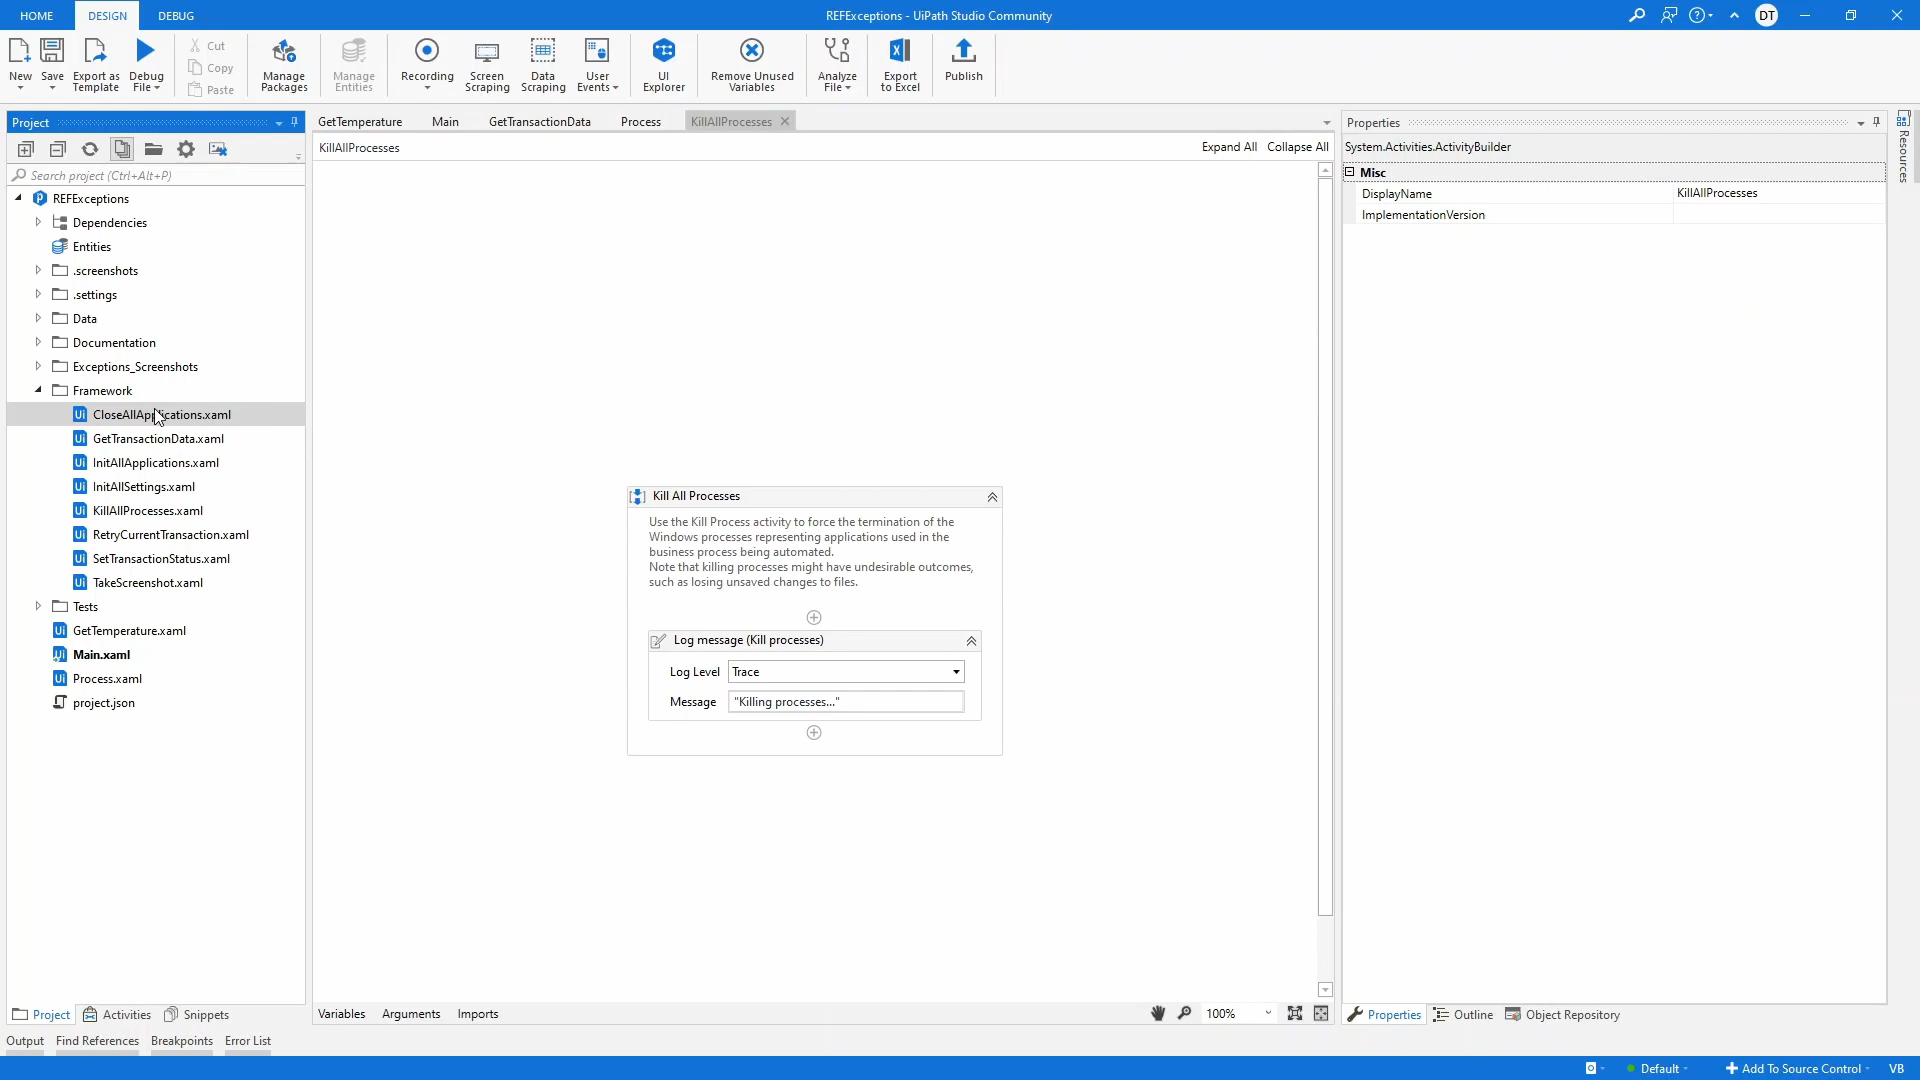 HOME DESIGN DEBUG
REFExceptions - UiPath Studio Community
DT
New
Save
Export as
Template
Debug
File
Cut
Copy
Paste
Manage
Packages
Manage
Entities
Recording
Screen
Scraping
Data
Scraping
User
Events
UI
Explorer
Remove Unused
Variables
Analyze
File
Export
to Excel
Publish
Project
Search project (Ctrl+Alt+P)
REFExceptions
Dependencies
Entities
.screenshots
.settings
Data
Documentation
Exceptions_Screenshots
Framework
CloseAllApplications.xaml
GetTransactionData.xaml
InitAllApplications.xaml
InitAllSettings.xaml
KillAllProcesses.xaml
RetryCurrentTransaction.xaml
SetTransactionStatus.xaml
TakeScreenshot.xaml
Tests
GetTemperature.xaml
Main.xaml
Process.xaml
project.json
Project Activities Snippets
GetTemperature Main GetTransactionData Process KillAllProcesses
KillAllProcesses Expand All Collapse All
Kill All Processes
Use the Kill Process activity to force the termination of the
Windows processes representing applications used in the
business process being automated.
Note that killing processes might have undesirable outcomes,
such as losing unsaved changes to files.
Log message (Kill processes)
Log Level Trace
Message "Killing processes..."
Variables Arguments Imports 100%
Properties
System.Activities.ActivityBuilder
Misc
DisplayName KillAllProcesses
ImplementationVersion
Properties Outline Object Repository
Resources
Output Find References Breakpoints Error List
Default Add To Source Control VB